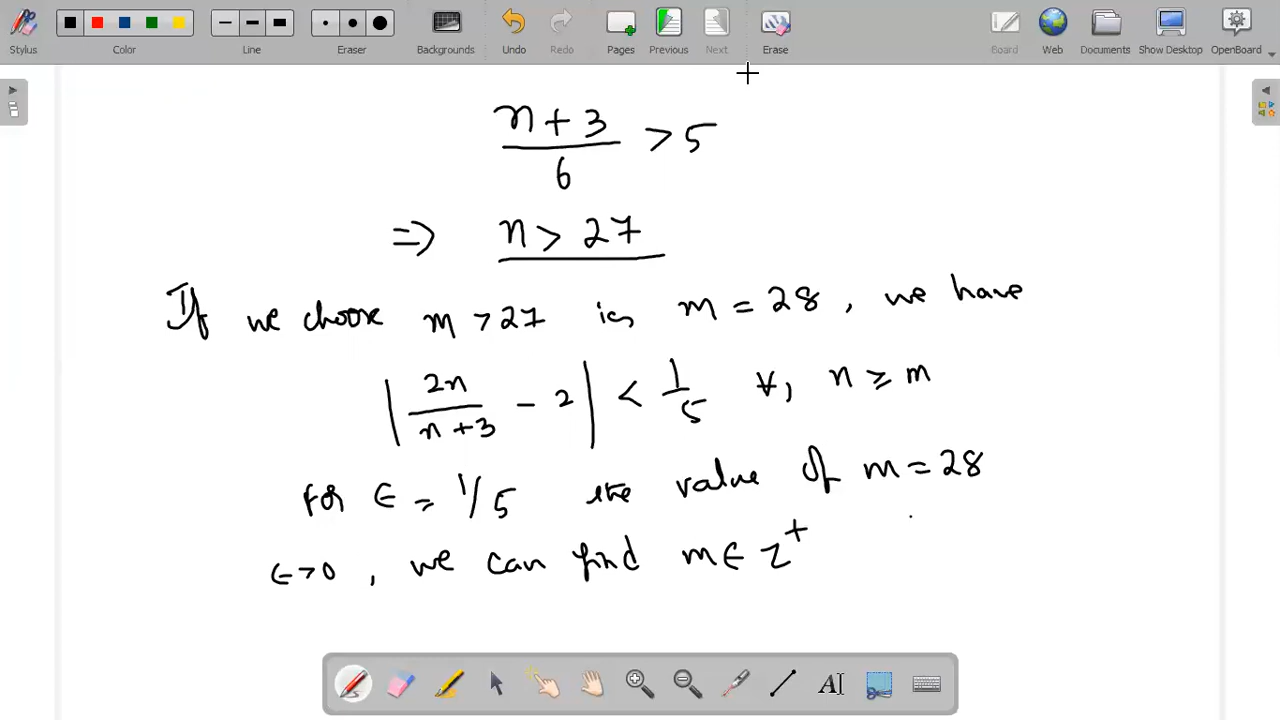 Stylus Color Line Eraser Backgrounds Undo Redo Pages Previous Next Erase Board Web Documents Show Desktop OpenBoard
n+3
6 > 5
=> n > 27
If we choose m > 27 ie, m = 28, we have
| 2n / n+3 - 2 | < 1/5 ∀, n ≥ m
for ∈ = 1/5 the value of m = 28
∈>0, we can find m ∈ Z⁺
AI